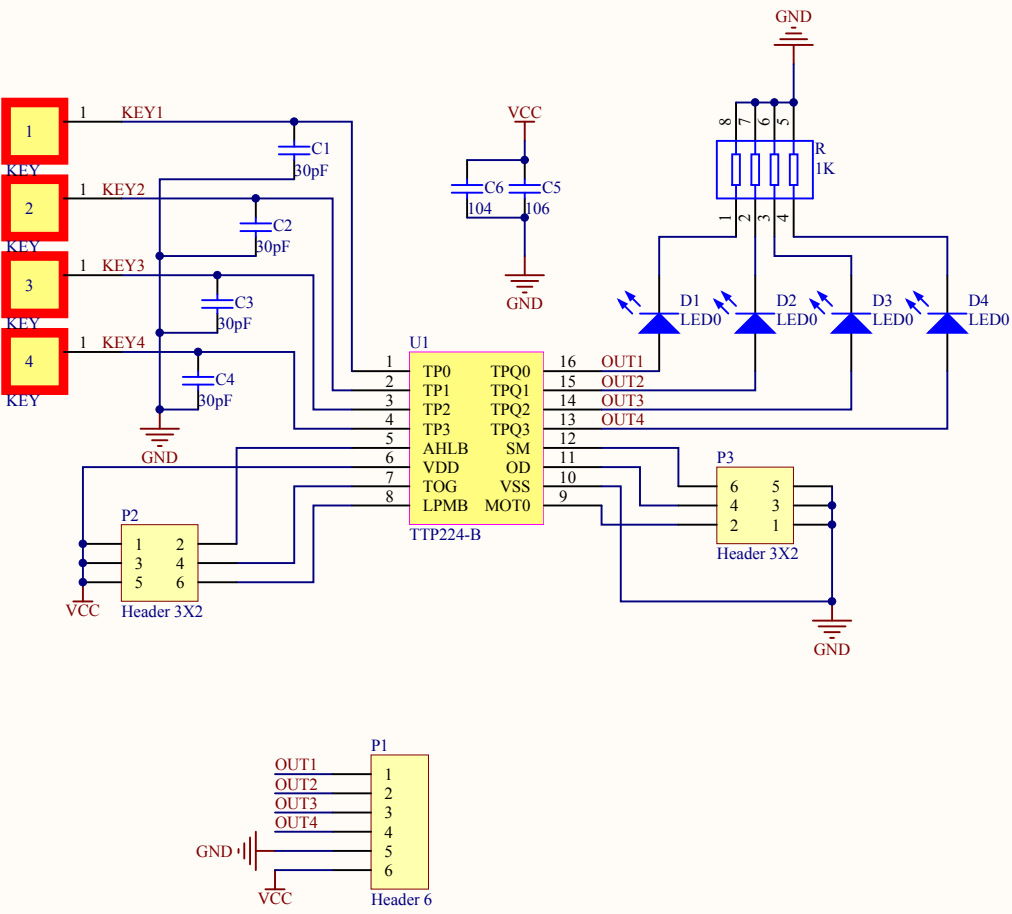 GND
1 KEY1
1
KEY
C1
30pF
VCC
8 7 6 5
R
1K
1 2 3 4
1 KEY2
2
KEY
C2
30pF
C6
104
C5
106
GND
1 KEY3
3
KEY
C3
30pF
D1
LED0
D2
LED0
D3
LED0
D4
LED0
1 KEY4
4
KEY
C4
30pF
GND
U1
1 TP0 TPQ0 16 OUT1
2 TP1 TPQ1 15 OUT2
3 TP2 TPQ2 14 OUT3
4 TP3 TPQ3 13 OUT4
5 AHLB SM 12
6 VDD OD 11
7 TOG VSS 10
8 LPMB MOT0 9
TTP224-B
P2
1 2
3 4
5 6
VCC
Header 3X2
P3
6 5
4 3
2 1
Header 3X2
GND
P1
OUT1 1
OUT2 2
OUT3 3
OUT4 4
GND 5
6
VCC
Header 6